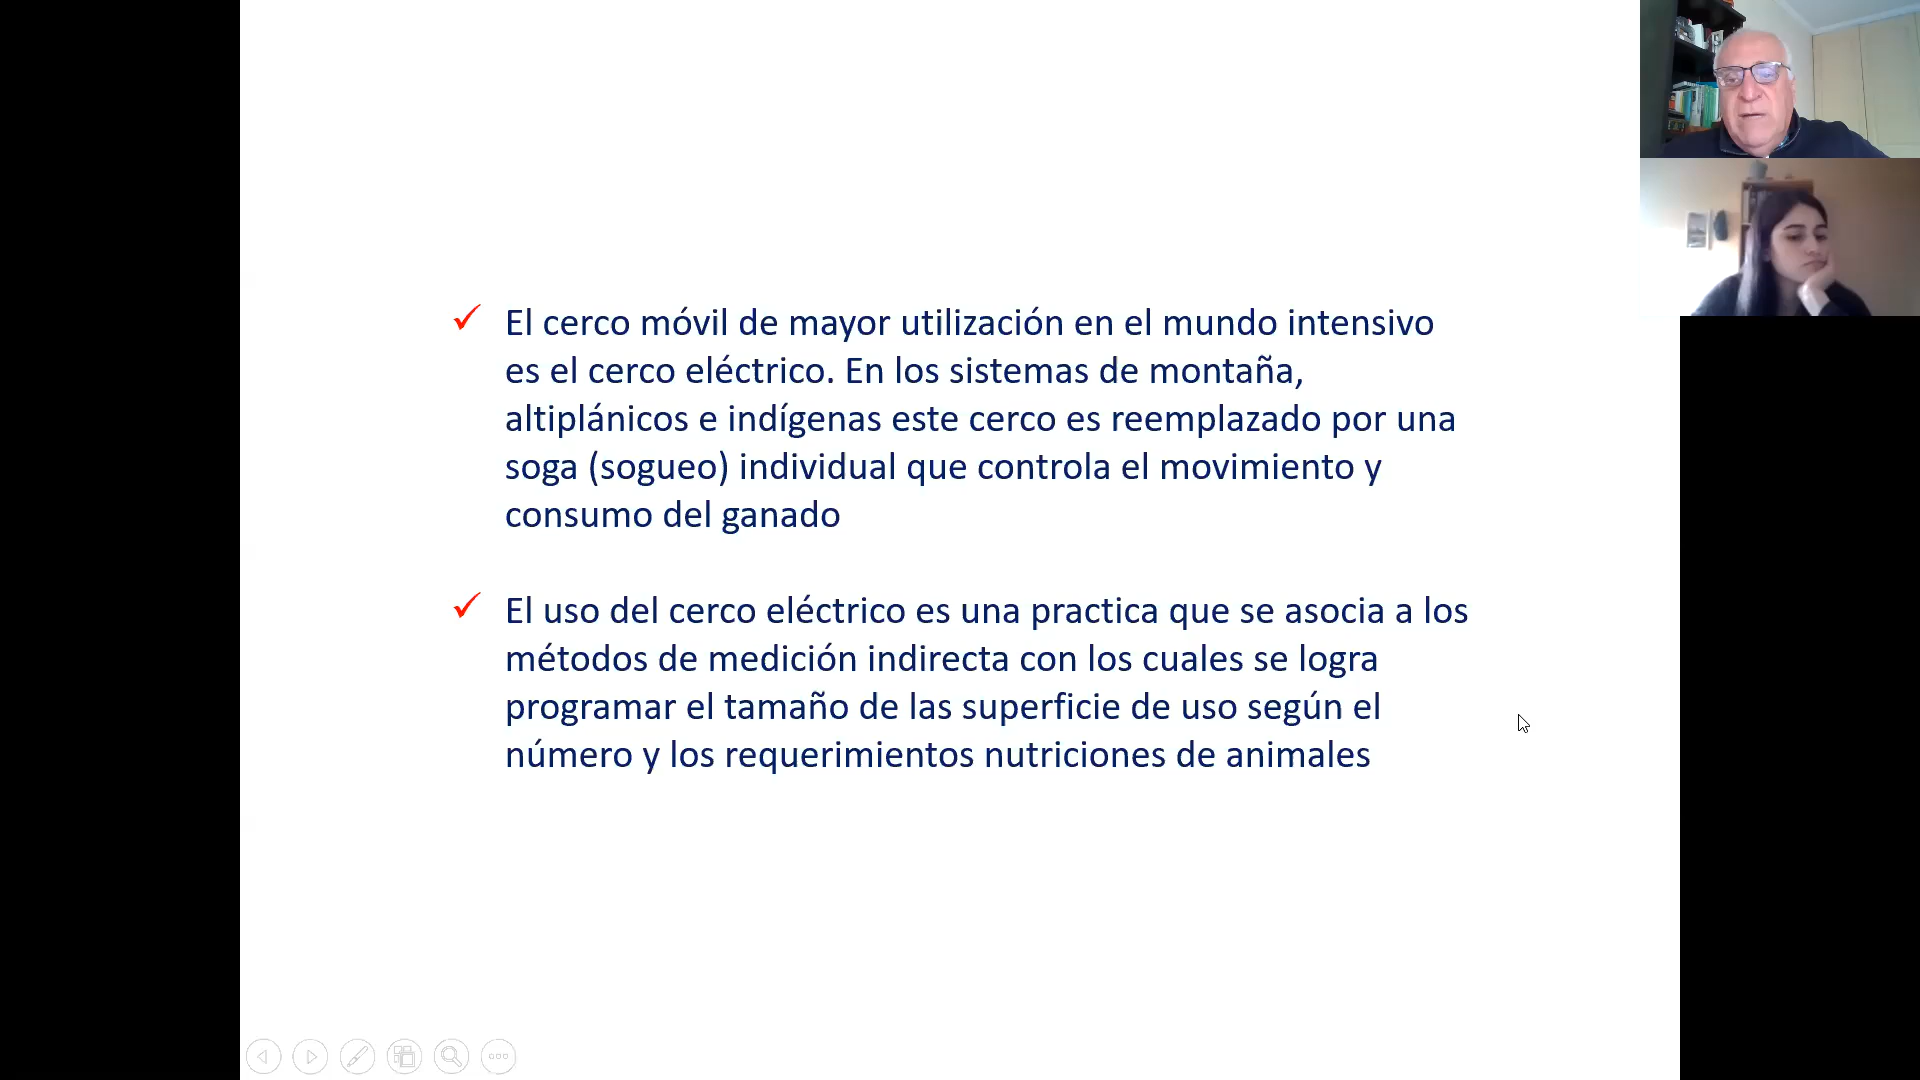 El cerco móvil de mayor utilización en el mundo intensivo
es el cerco eléctrico. En los sistemas de montaña,
altiplánicos e indígenas este cerco es reemplazado por una
soga (sogueo) individual que controla el movimiento y
consumo del ganado
El uso del cerco eléctrico es una practica que se asocia a los
métodos de medición indirecta con los cuales se logra
programar el tamaño de las superficie de uso según el
número y los requerimientos nutriciones de animales